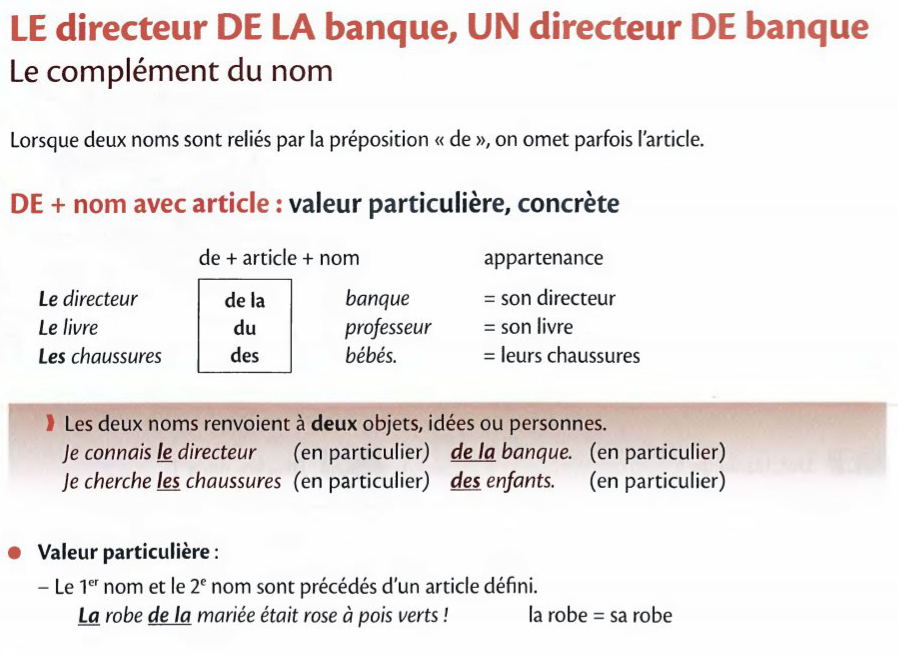 LE directeur DE LA banque, UN directeur DE banque
Le complément du nom
Lorsque deux noms sont reliés par la préposition « de », on omet parfois l'article.
DE + nom avec article : valeur particulière, concrète
de + article + nom appartenance
Le directeur de la banque = son directeur
Le livre du professeur = son livre
Les chaussures des bébés. = leurs chaussures
❫ Les deux noms renvoient à deux objets, idées ou personnes.
Je connais le directeur (en particulier) de la banque. (en particulier)
Je cherche les chaussures (en particulier) des enfants. (en particulier)
● Valeur particulière :
– Le 1er nom et le 2e nom sont précédés d'un article défini.
La robe de la mariée était rose à pois verts ! la robe = sa robe